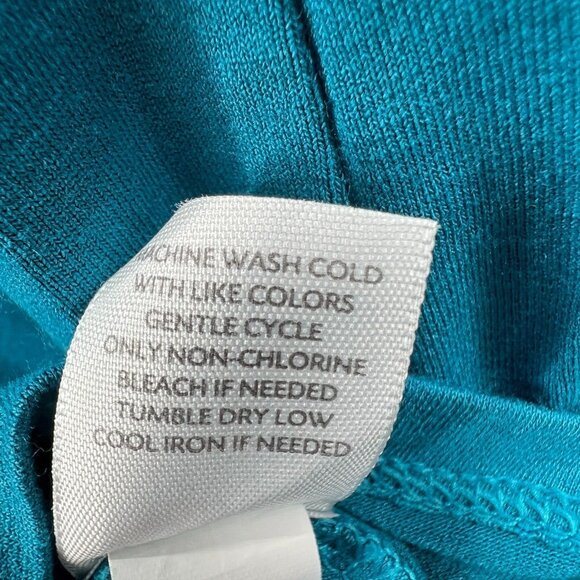 MACHINE WASH COLD
WITH LIKE COLORS
GENTLE CYCLE
ONLY NON-CHLORINE
BLEACH IF NEEDED
TUMBLE DRY LOW
COOL IRON IF NEEDED